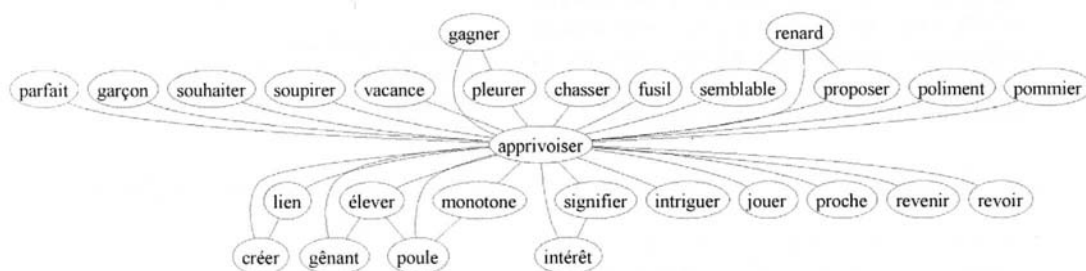 gagner renard
parfait garçon souhaiter soupirer vacance pleurer chasser fusil semblable proposer poliment pommier
apprivoiser
lien élever monotone signifier intriguer jouer proche revenir revoir
créer gênant poule intérêt